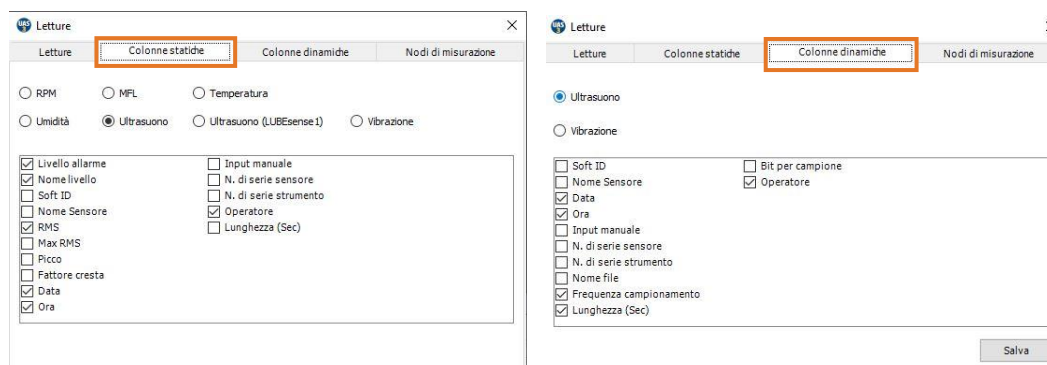 UAS
3
Letture
Letture
Colonne statiche
Colonne dinamiche
Nodi di misurazione
RPM
MFL
Temperatura
Umidità
Ultrasuono
Ultrasuono (LUBEsense1)
Vibrazione
Livello allarme
Nome livello
Soft ID
Nome Sensore
RMS
Max RMS
Picco
Fattore cresta
Data
Ora
Input manuale
N. di serie sensore
N. di serie strumento
Operatore
Lunghezza (Sec)
UAS
3
Letture
Letture
Colonne statiche
Colonne dinamiche
Nodi di misurazione
Ultrasuono
Vibrazione
Soft ID
Nome Sensore
Data
Ora
Input manuale
N. di serie sensore
N. di serie strumento
Nome file
Frequenza campionamento
Lunghezza (Sec)
Bit per campione
Operatore
Salva